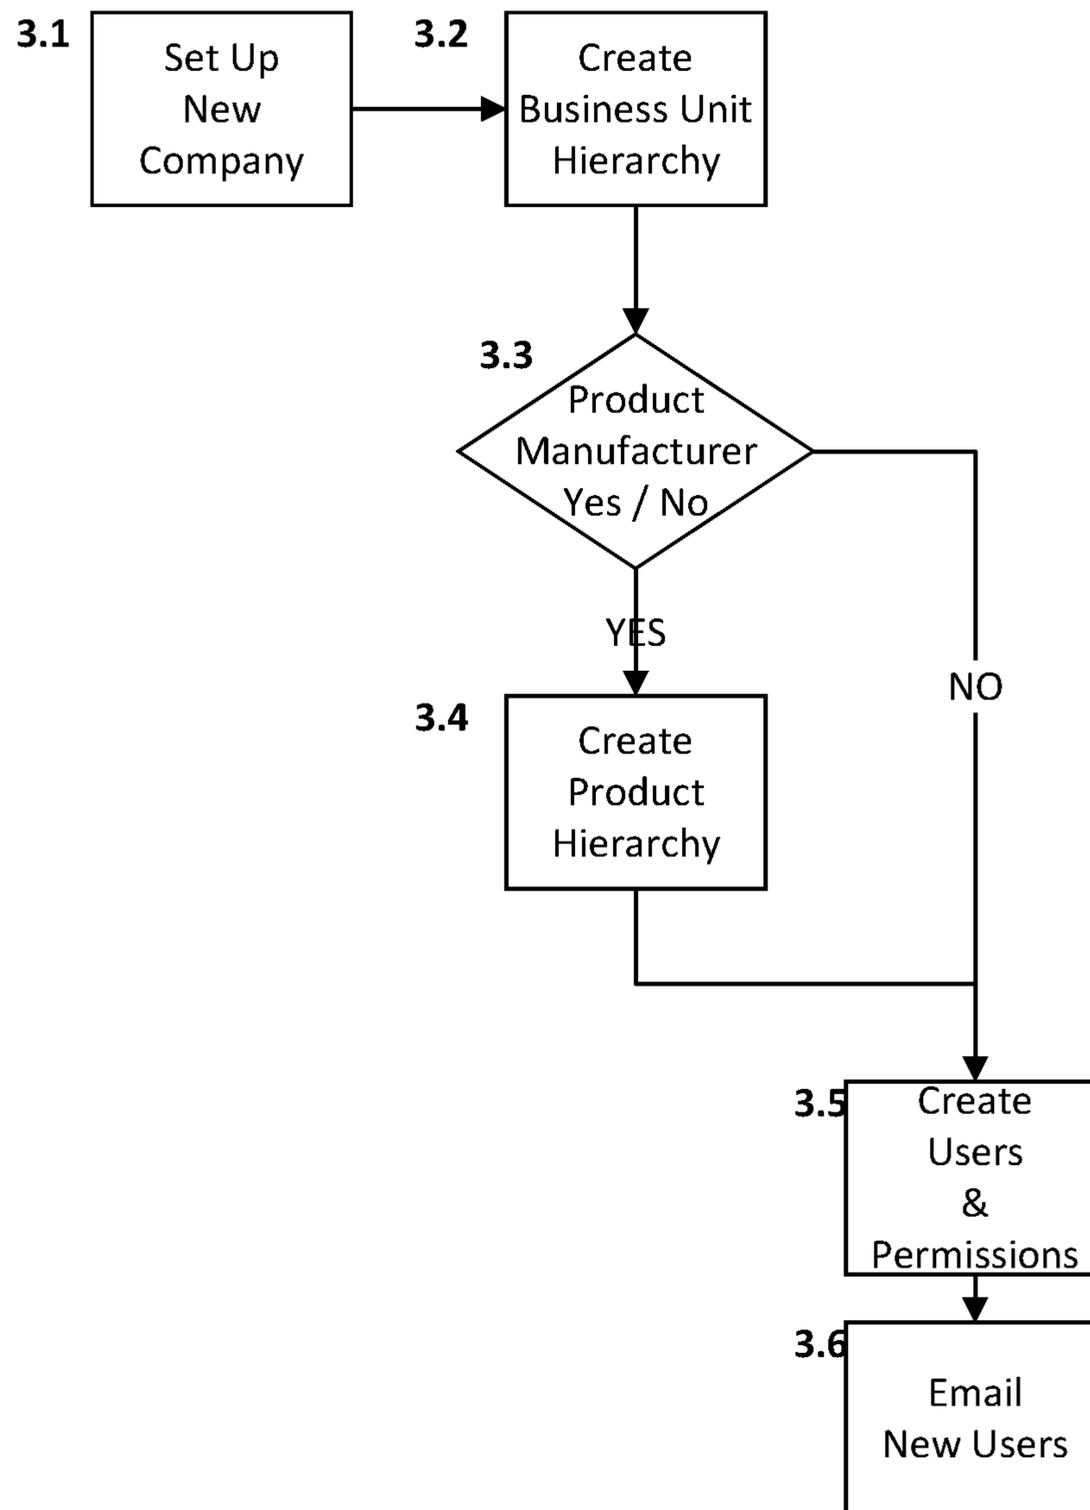 3.1
Set Up
New
Company
3.2
Create
Business Unit
Hierarchy
3.3
Product
Manufacturer
Yes / No
YES
NO
3.4
Create
Product
Hierarchy
3.5
Create
Users
&
Permissions
3.6
Email
New Users